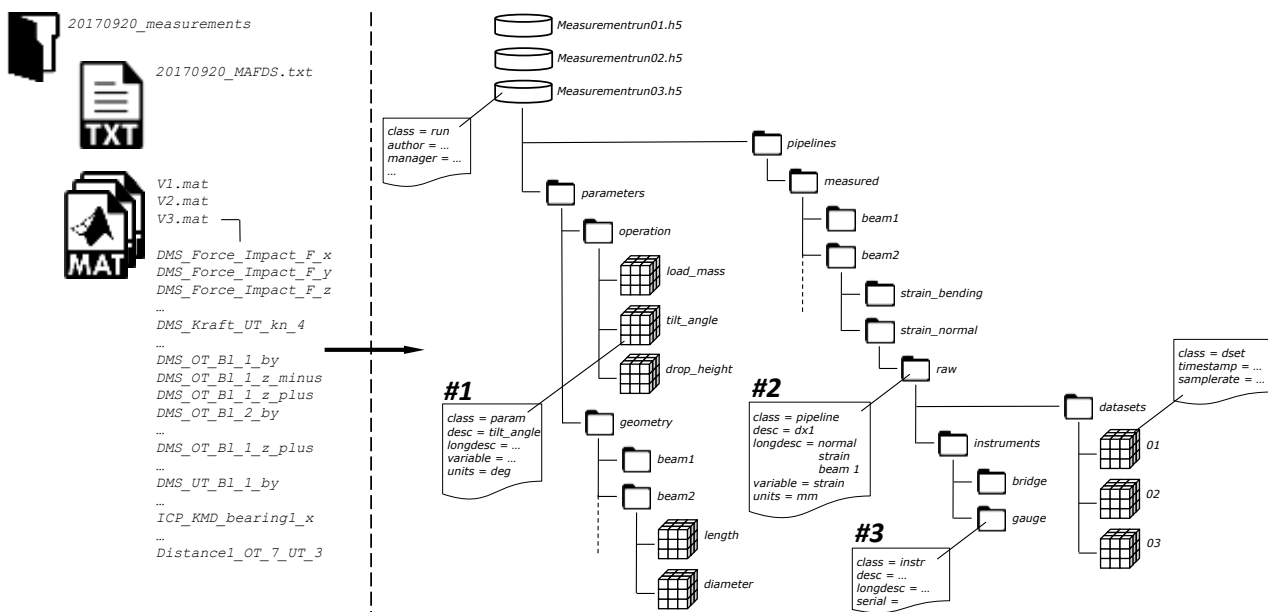 20170920_measurements
20170920_MAFDS.txt
TXT
V1.mat
V2.mat
V3.mat
MAT
DMS_Force_Impact_F_x
DMS_Force_Impact_F_y
DMS_Force_Impact_F_z
…
DMS_Kraft_UT_kn_4
…
DMS_OT_Bl_1_by
DMS_OT_Bl_1_z_minus
DMS_OT_Bl_1_z_plus
DMS_OT_Bl_2_by
…
DMS_OT_Bl_1_z_plus
…
DMS_UT_Bl_1_by
…
ICP_KMD_bearing1_x
…
Distance1_OT_7_UT_3
Measurementrun01.h5
Measurementrun02.h5
Measurementrun03.h5
class = run
author = …
manager = …
…
parameters
operation
load_mass
tilt_angle
drop_height
#1
class = param
desc = tilt_angle
longdesc = …
variable = …
units = deg
geometry
beam1
beam2
length
diameter
pipelines
measured
beam1
beam2
strain_bending
strain_normal
raw
#2
class = pipeline
desc = dx1
longdesc = normal
strain
beam 1
variable = strain
units = mm
instruments
bridge
gauge
#3
class = instr
desc = …
longdesc = …
serial =
class = dset
timestamp = …
samplerate = …
datasets
01
02
03